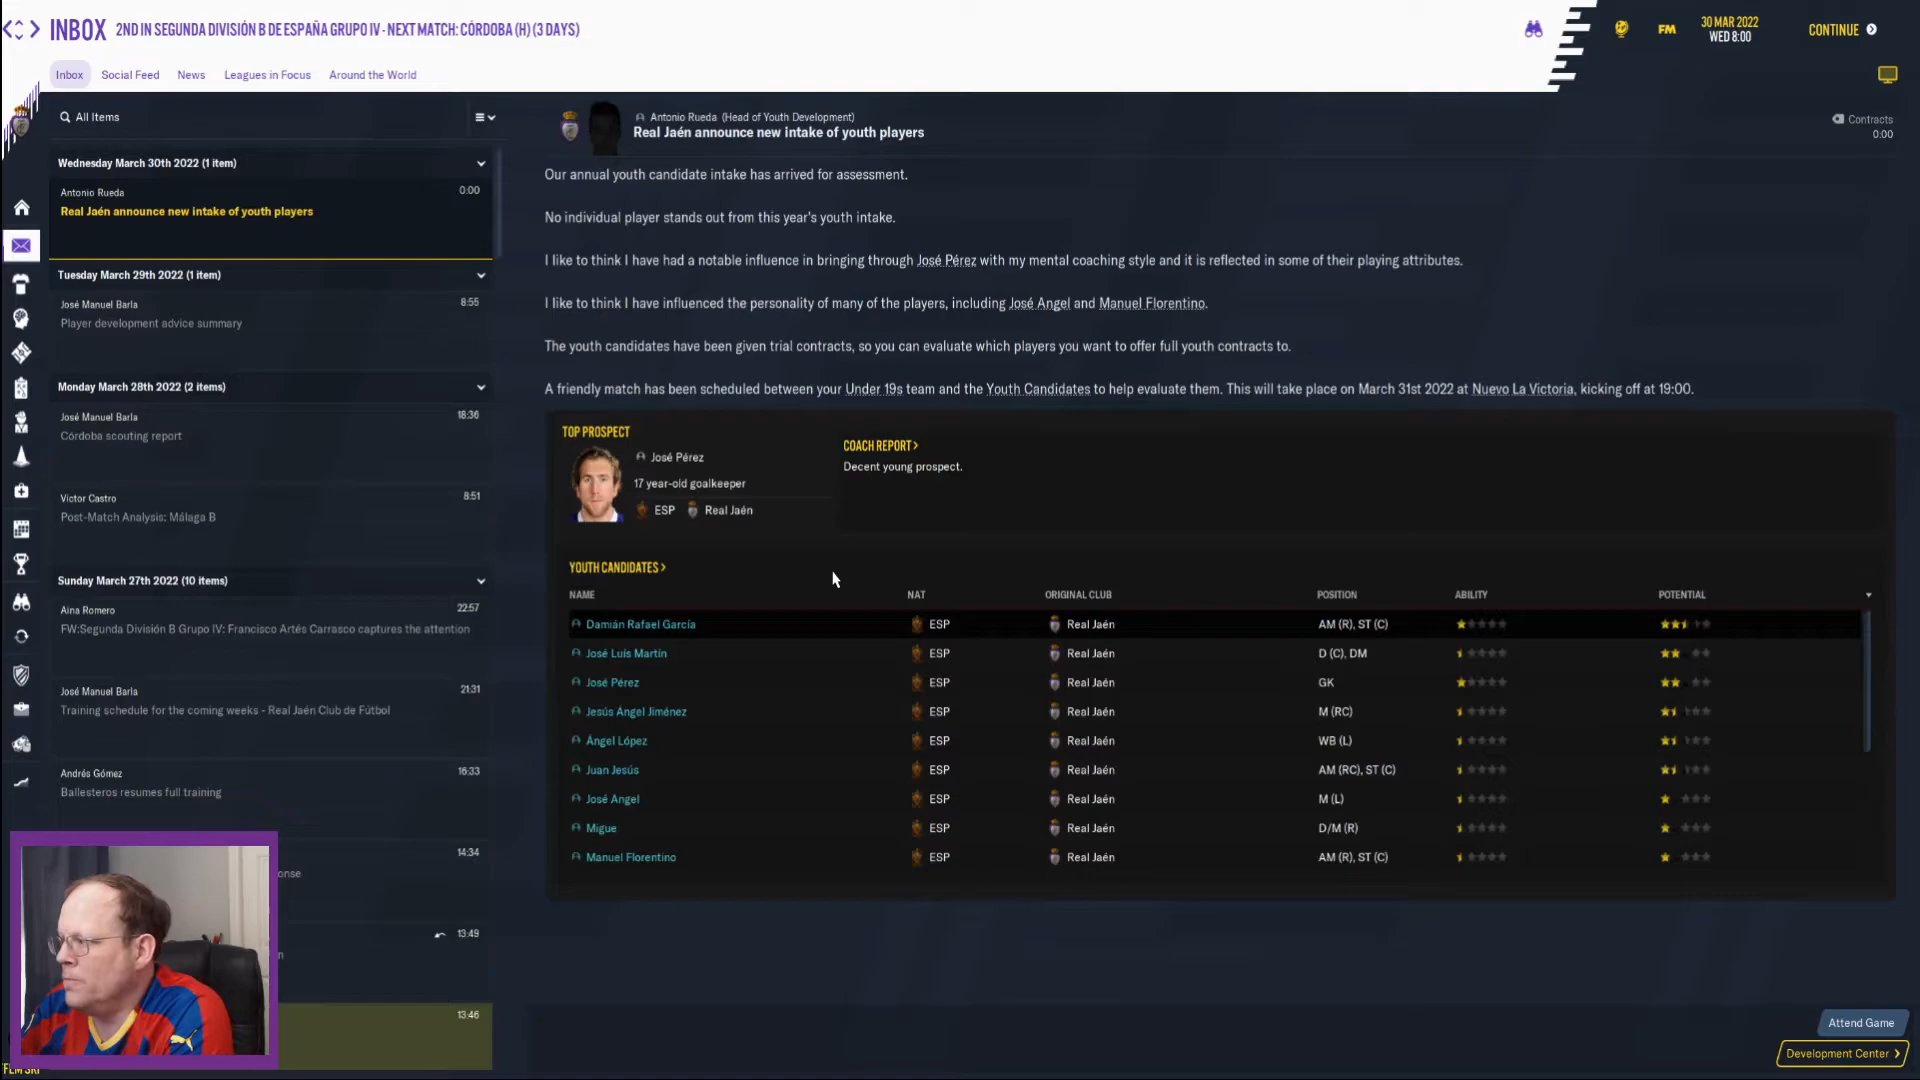 INBOX
2ND IN SEGUNDA DIVISIÓN B DE ESPAÑA GRUPO IV - NEXT MATCH: CÓRDOBA (H) (3 DAYS)
FM
30 MAR 2022
WED 8:00
CONTINUE
Inbox Social Feed News Leagues in Focus Around the World
All Items
Wednesday March 30th 2022 (1 item)
Antonio Rueda 0:00
Real Jaén announce new intake of youth players
Tuesday March 29th 2022 (1 item)
José Manuel Barla 8:55
Player development advice summary
Monday March 28th 2022 (2 items)
José Manuel Barla 18:36
Córdoba scouting report
Víctor Castro 8:51
Post-Match Analysis: Málaga B
Sunday March 27th 2022 (10 items)
Aina Romero 22:57
FW:Segunda División B Grupo IV: Francisco Artés Carrasco captures the attention
José Manuel Barla 21:31
Training schedule for the coming weeks - Real Jaén Club de Fútbol
Andrés Gómez 16:33
Ballesteros resumes full training
14:34
onse
13:49
n
13:46
Antonio Rueda (Head of Youth Development)
Real Jaén announce new intake of youth players
Contracts
0:00
Our annual youth candidate intake has arrived for assessment.
No individual player stands out from this year's youth intake.
I like to think I have had a notable influence in bringing through José Pérez with my mental coaching style and it is reflected in some of their playing attributes.
I like to think I have influenced the personality of many of the players, including José Angel and Manuel Florentino.
The youth candidates have been given trial contracts, so you can evaluate which players you want to offer full youth contracts to.
A friendly match has been scheduled between your Under 19s team and the Youth Candidates to help evaluate them. This will take place on March 31st 2022 at Nuevo La Victoria, kicking off at 19:00.
TOP PROSPECT
José Pérez
17 year-old goalkeeper
ESP Real Jaén
COACH REPORT >
Decent young prospect.
YOUTH CANDIDATES >
NAME NAT ORIGINAL CLUB POSITION ABILITY POTENTIAL
Damián Rafael García ESP Real Jaén AM (R), ST (C)
José Luis Martín ESP Real Jaén D (C), DM
José Pérez ESP Real Jaén GK
Jesús Angel Jiménez ESP Real Jaén M (RC)
Ángel López ESP Real Jaén WB (L)
Juan Jesús ESP Real Jaén AM (RC), ST (C)
José Angel ESP Real Jaén M (L)
Migue ESP Real Jaén D/M (R)
Manuel Florentino ESP Real Jaén AM (R), ST (C)
Attend Game
Development Center >